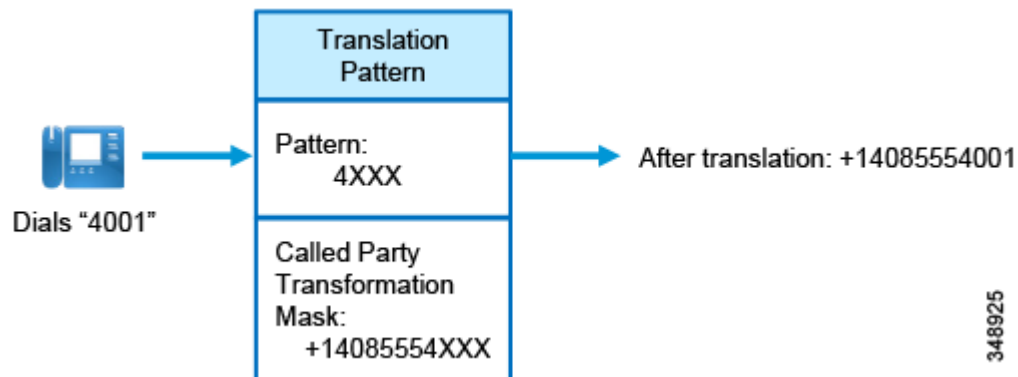 Translation
Pattern
Pattern:
4XXX
Dials “4001”
After translation: +14085554001
Called Party
Transformation
Mask:
+14085554XXX
348925